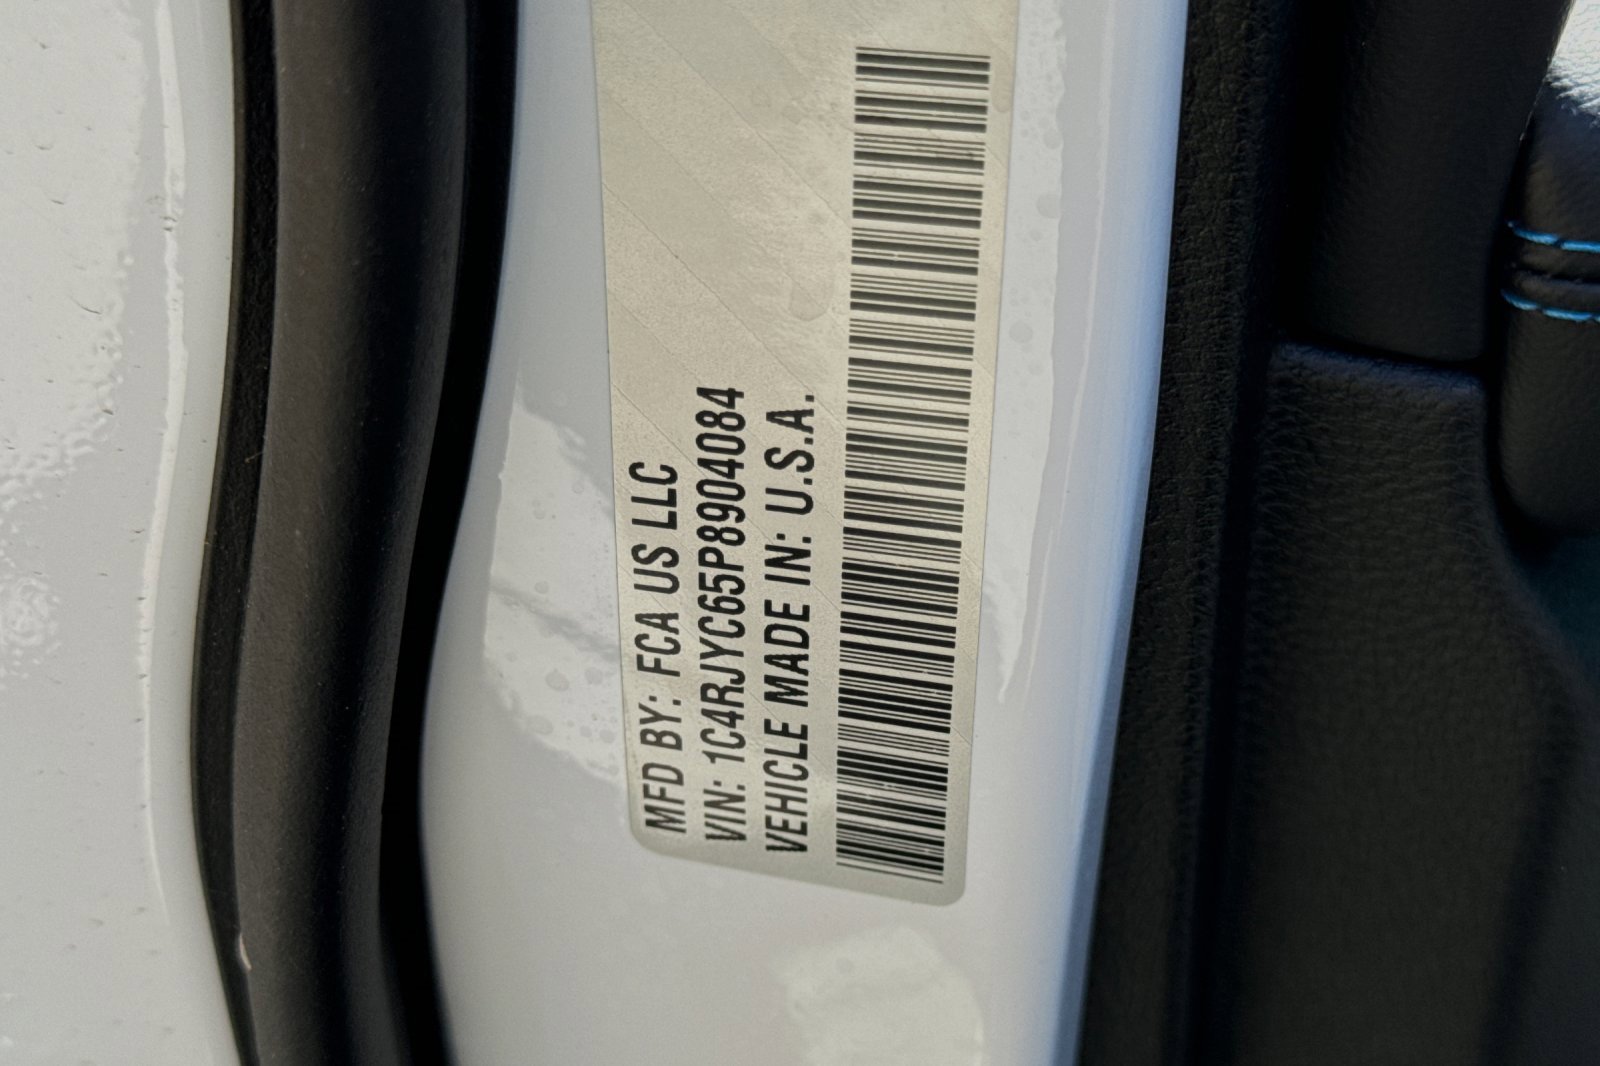 MFD BY: FCA US LLC
VIN: 1C4RJYC65P8904084
VEHICLE MADE IN: U.S.A.